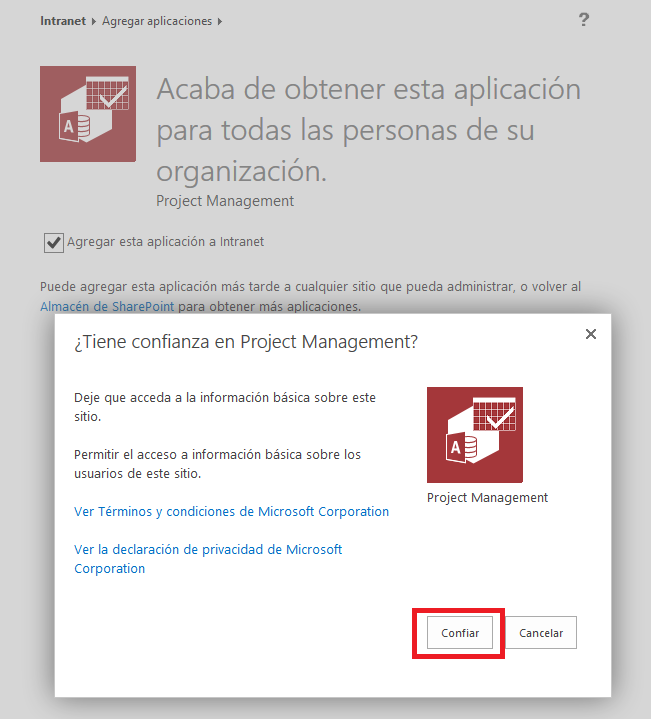 Intranet ▸ Agregar aplicaciones ▸
?
Acaba de obtener esta aplicación
para todas las personas de su
organización.
Project Management
Agregar esta aplicación a Intranet
Puede agregar esta aplicación más tarde a cualquier sitio que pueda administrar, o volver al
Almacén de SharePoint para obtener más aplicaciones.
¿Tiene confianza en Project Management?
Deje que acceda a la información básica sobre este
sitio.
Permitir el acceso a información básica sobre los
usuarios de este sitio.
Ver Términos y condiciones de Microsoft Corporation
Ver la declaración de privacidad de Microsoft
Corporation
A
Project Management
Confiar
Cancelar
A